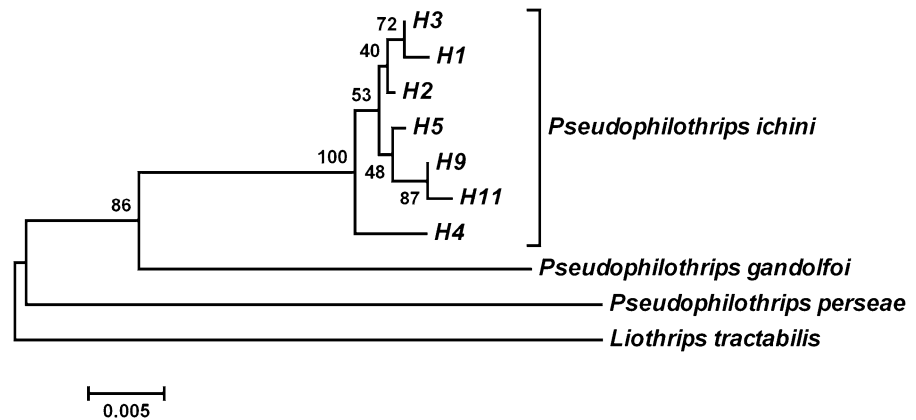 72 H3
40 H1
H2
53
H5
Pseudophilothrips ichini
100
H9
48
87 H11
86
H4
Pseudophilothrips gandolfoi
Pseudophilothrips perseae
Liothrips tractabilis
0.005